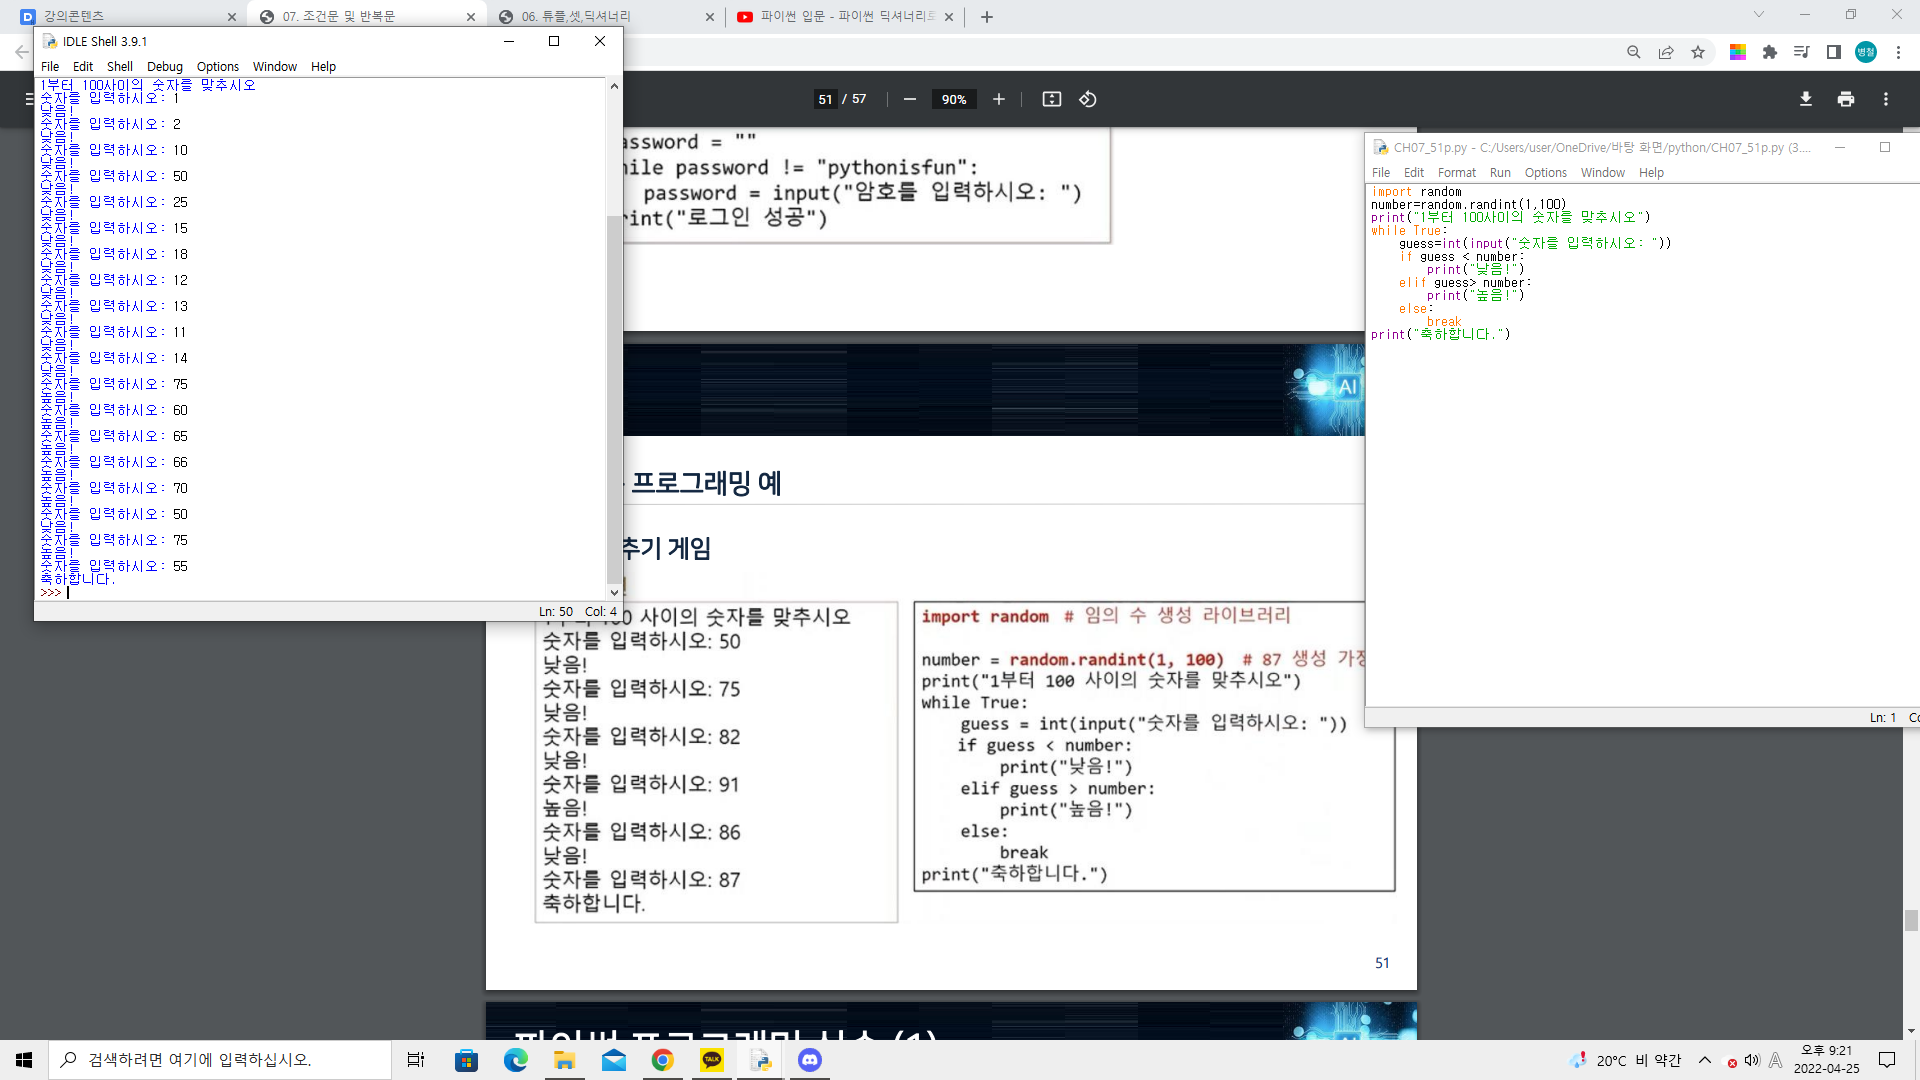 강의콘텐츠
07. 조건문 및 반복문
06. 튜플,셋,딕셔너리
파이썬 입문 - 파이썬 딕셔너리트
IDLE Shell 3.9.1
File Edit Shell Debug Options Window Help
1부터 100사이의 숫자를 맞추시오
숫자를 입력하시오: 1
낮음!
숫자를 입력하시오: 2
낮음!
숫자를 입력하시오: 10
낮음!
숫자를 입력하시오: 50
낮음!
숫자를 입력하시오: 25
낮음!
숫자를 입력하시오: 15
낮음!
숫자를 입력하시오: 18
낮음!
숫자를 입력하시오: 12
낮음!
숫자를 입력하시오: 13
낮음!
숫자를 입력하시오: 11
낮음!
숫자를 입력하시오: 14
낮음!
숫자를 입력하시오: 75
높음!
숫자를 입력하시오: 60
높음!
숫자를 입력하시오: 65
높음!
숫자를 입력하시오: 66
높음!
숫자를 입력하시오: 70
높음!
숫자를 입력하시오: 50
낮음!
숫자를 입력하시오: 75
높음!
숫자를 입력하시오: 55
축하합니다.
>>>
Ln: 50 Col: 4
병철
51 / 57
90%
assword = ""
hile password != "pythonisfun":
password = input("암호를 입력하시오: ")
rint("로그인 성공")
AI
프로그래밍 예
추기 게임
100 사이의 숫자를 맞추시오
숫자를 입력하시오: 50
낮음!
숫자를 입력하시오: 75
낮음!
숫자를 입력하시오: 82
낮음!
숫자를 입력하시오: 91
높음!
숫자를 입력하시오: 86
낮음!
숫자를 입력하시오: 87
축하합니다.
import random # 임의 수 생성 라이브러리
number = random.randint(1, 100) # 87 생성 가정
print("1부터 100 사이의 숫자를 맞추시오")
while True:
guess = int(input("숫자를 입력하시오: "))
if guess < number:
print("낮음!")
elif guess > number:
print("높음!")
else:
break
print("축하합니다.")
51
파이썬 프로그래밍 실습 (1)
CH07_51p.py - C:/Users/user/OneDrive/바탕 화면/python/CH07_51p.py (3....
File Edit Format Run Options Window Help
import random
number=random.randint(1,100)
print("1부터 100사이의 숫자를 맞추시오")
while True:
guess=int(input("숫자를 입력하시오: "))
if guess < number:
print("낮음!")
elif guess> number:
print("높음!")
else:
break
print("축하합니다.")
Ln: 1 Co
검색하려면 여기에 입력하십시오.
TALK
20°C 비 약간
A
오후 9:21
2022-04-25